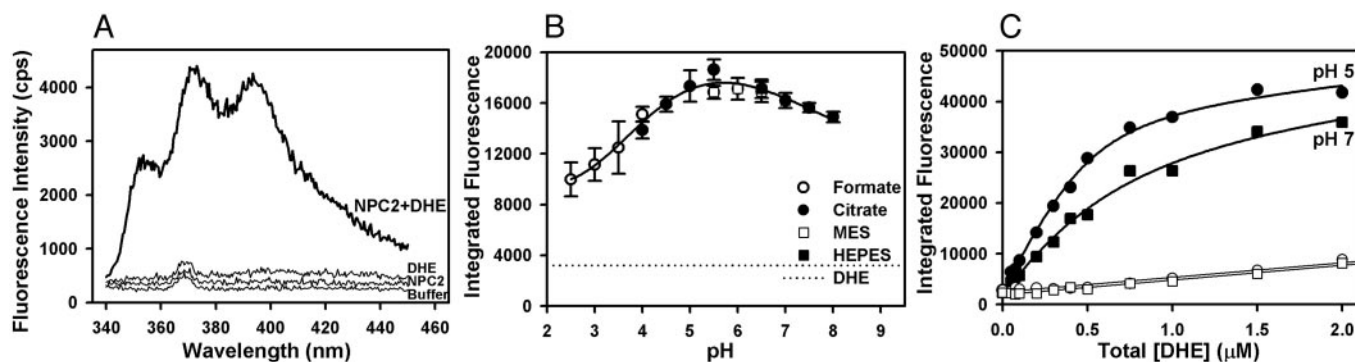 A
Fluorescence Intensity (cps)
4000
3000
2000
1000
0
NPC2+DHE
DHE
NPC2
Buffer
340 360 380 400 420 440 460
Wavelength (nm)
B
Integrated Fluorescence
20000
16000
12000
8000
4000
0
Formate
Citrate
MES
HEPES
DHE
2 3 4 5 6 7 8 9
pH
C
Integrated Fluorescence
50000
40000
30000
20000
10000
0
pH 5
pH 7
0.0 0.5 1.0 1.5 2.0
Total [DHE] (μM)